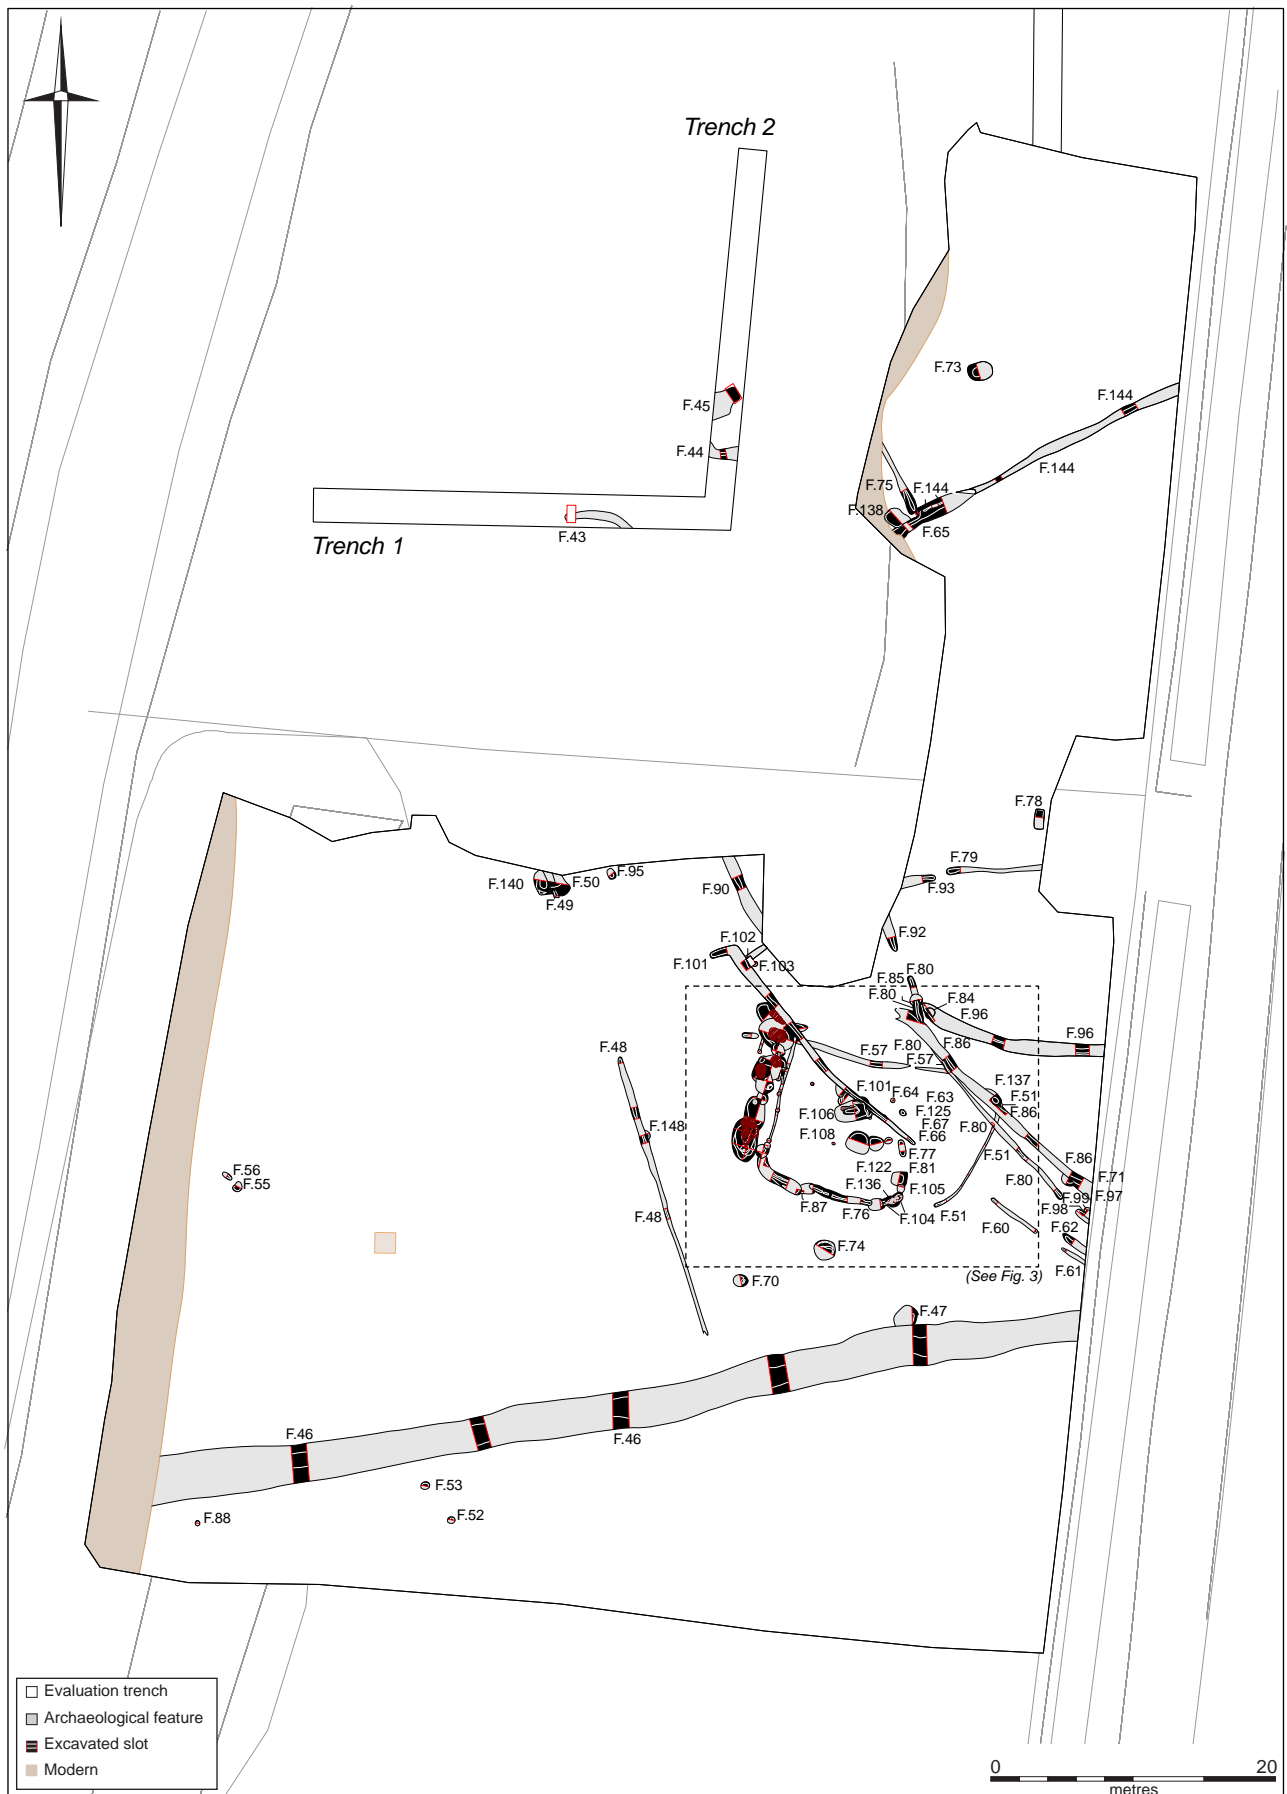 Trench 2
F.73
F.144
F.45
F.44
F.144
F.75
F.144
F.138
F.65
F.43
Trench 1
F.78
F.79
F.95
F.140
F.50
F.90
F.93
F.49
F.92
F.102
F.101
F.103
F.80
F.85
F.80
F.84
F.96
F.96
F.48
F.80
F.86
F.57
F.57
F.137
F.101
F.64
F.63
F.51
F.106
F.125
F.86
F.148
F.67
F.80
F.108
F.66
F.77
F.51
F.86
F.56
F.122
F.81
F.71
F.55
F.136
F.105
F.80
F.99
F.97
F.87
F.76
F.104
F.51
F.98
F.48
F.60
F.62
F.74
F.61
F.70
(See Fig. 3)
F.47
F.46
F.46
F.53
F.88
F.52
Evaluation trench
Archaeological feature
Excavated slot
Modern
0 20
metres